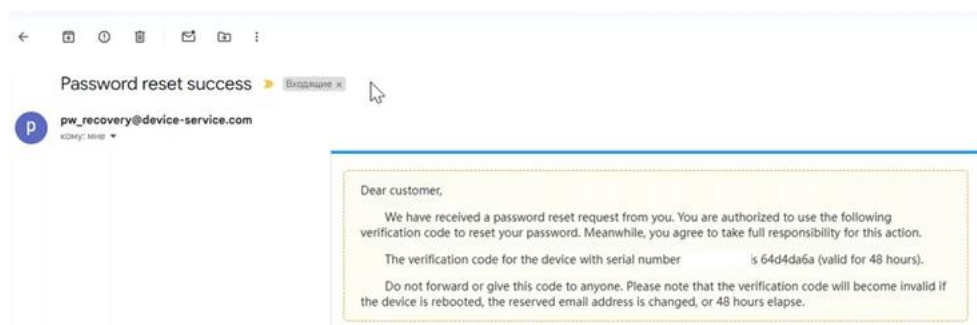 Password reset success Входящие ×
p
pw_recovery@device-service.com
кому: мне
Dear customer,
We have received a password reset request from you. You are authorized to use the following
verification code to reset your password. Meanwhile, you agree to take full responsibility for this action.
The verification code for the device with serial number is 64d4da6a (valid for 48 hours).
Do not forward or give this code to anyone. Please note that the verification code will become invalid if
the device is rebooted, the reserved email address is changed, or 48 hours elapse.